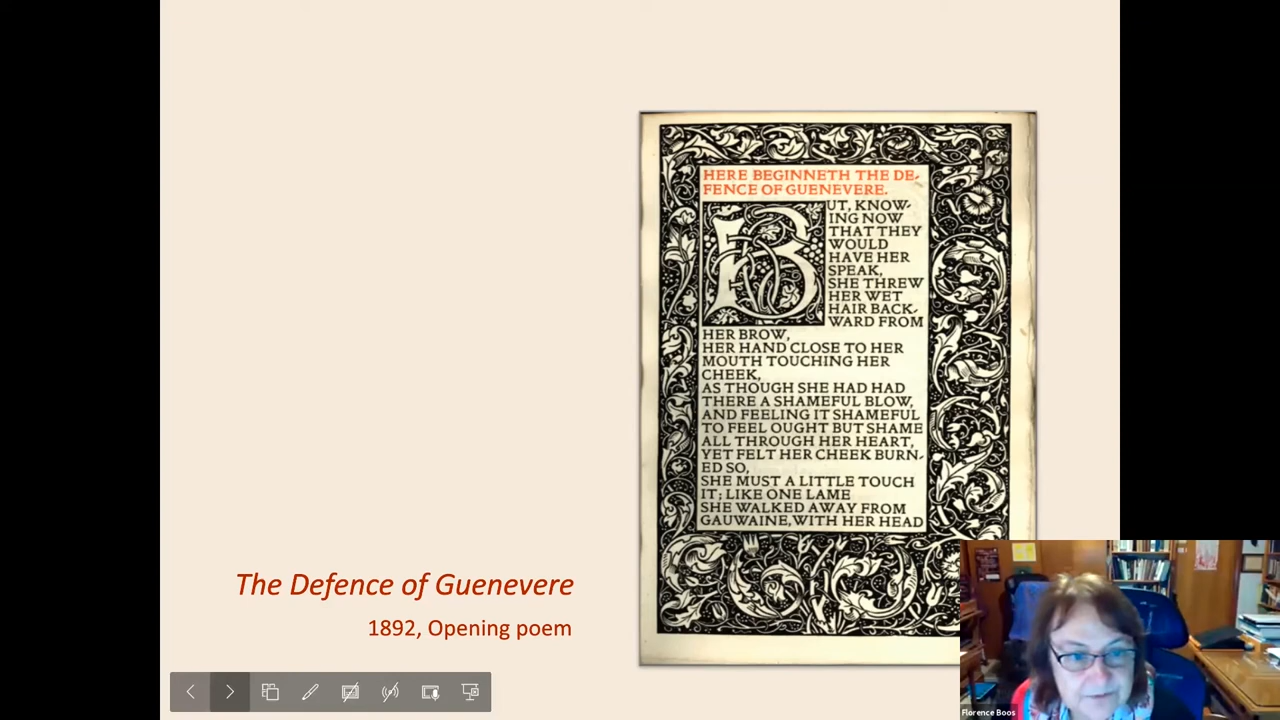 HERE BEGINNETH THE DE-
FENCE OF GUENEVERE.
BUT, KNOW-
ING NOW
THAT THEY
WOULD
HAVE HER
SPEAK,
SHE THREW
HER WET
HAIR BACK-
WARD FROM
HER BROW,
HER HAND CLOSE TO HER
MOUTH TOUCHING HER
CHEEK,
AS THOUGH SHE HAD HAD
THERE A SHAMEFUL BLOW,
AND FEELING IT SHAMEFUL
TO FEEL OUGHT BUT SHAME
ALL THROUGH HER HEART,
YET FELT HER CHEEK BURN-
ED SO,
SHE MUST A LITTLE TOUCH
IT; LIKE ONE LAME
SHE WALKED AWAY FROM
GAUWAINE, WITH HER HEAD
The Defence of Guenevere
1892, Opening poem
Florence Boos